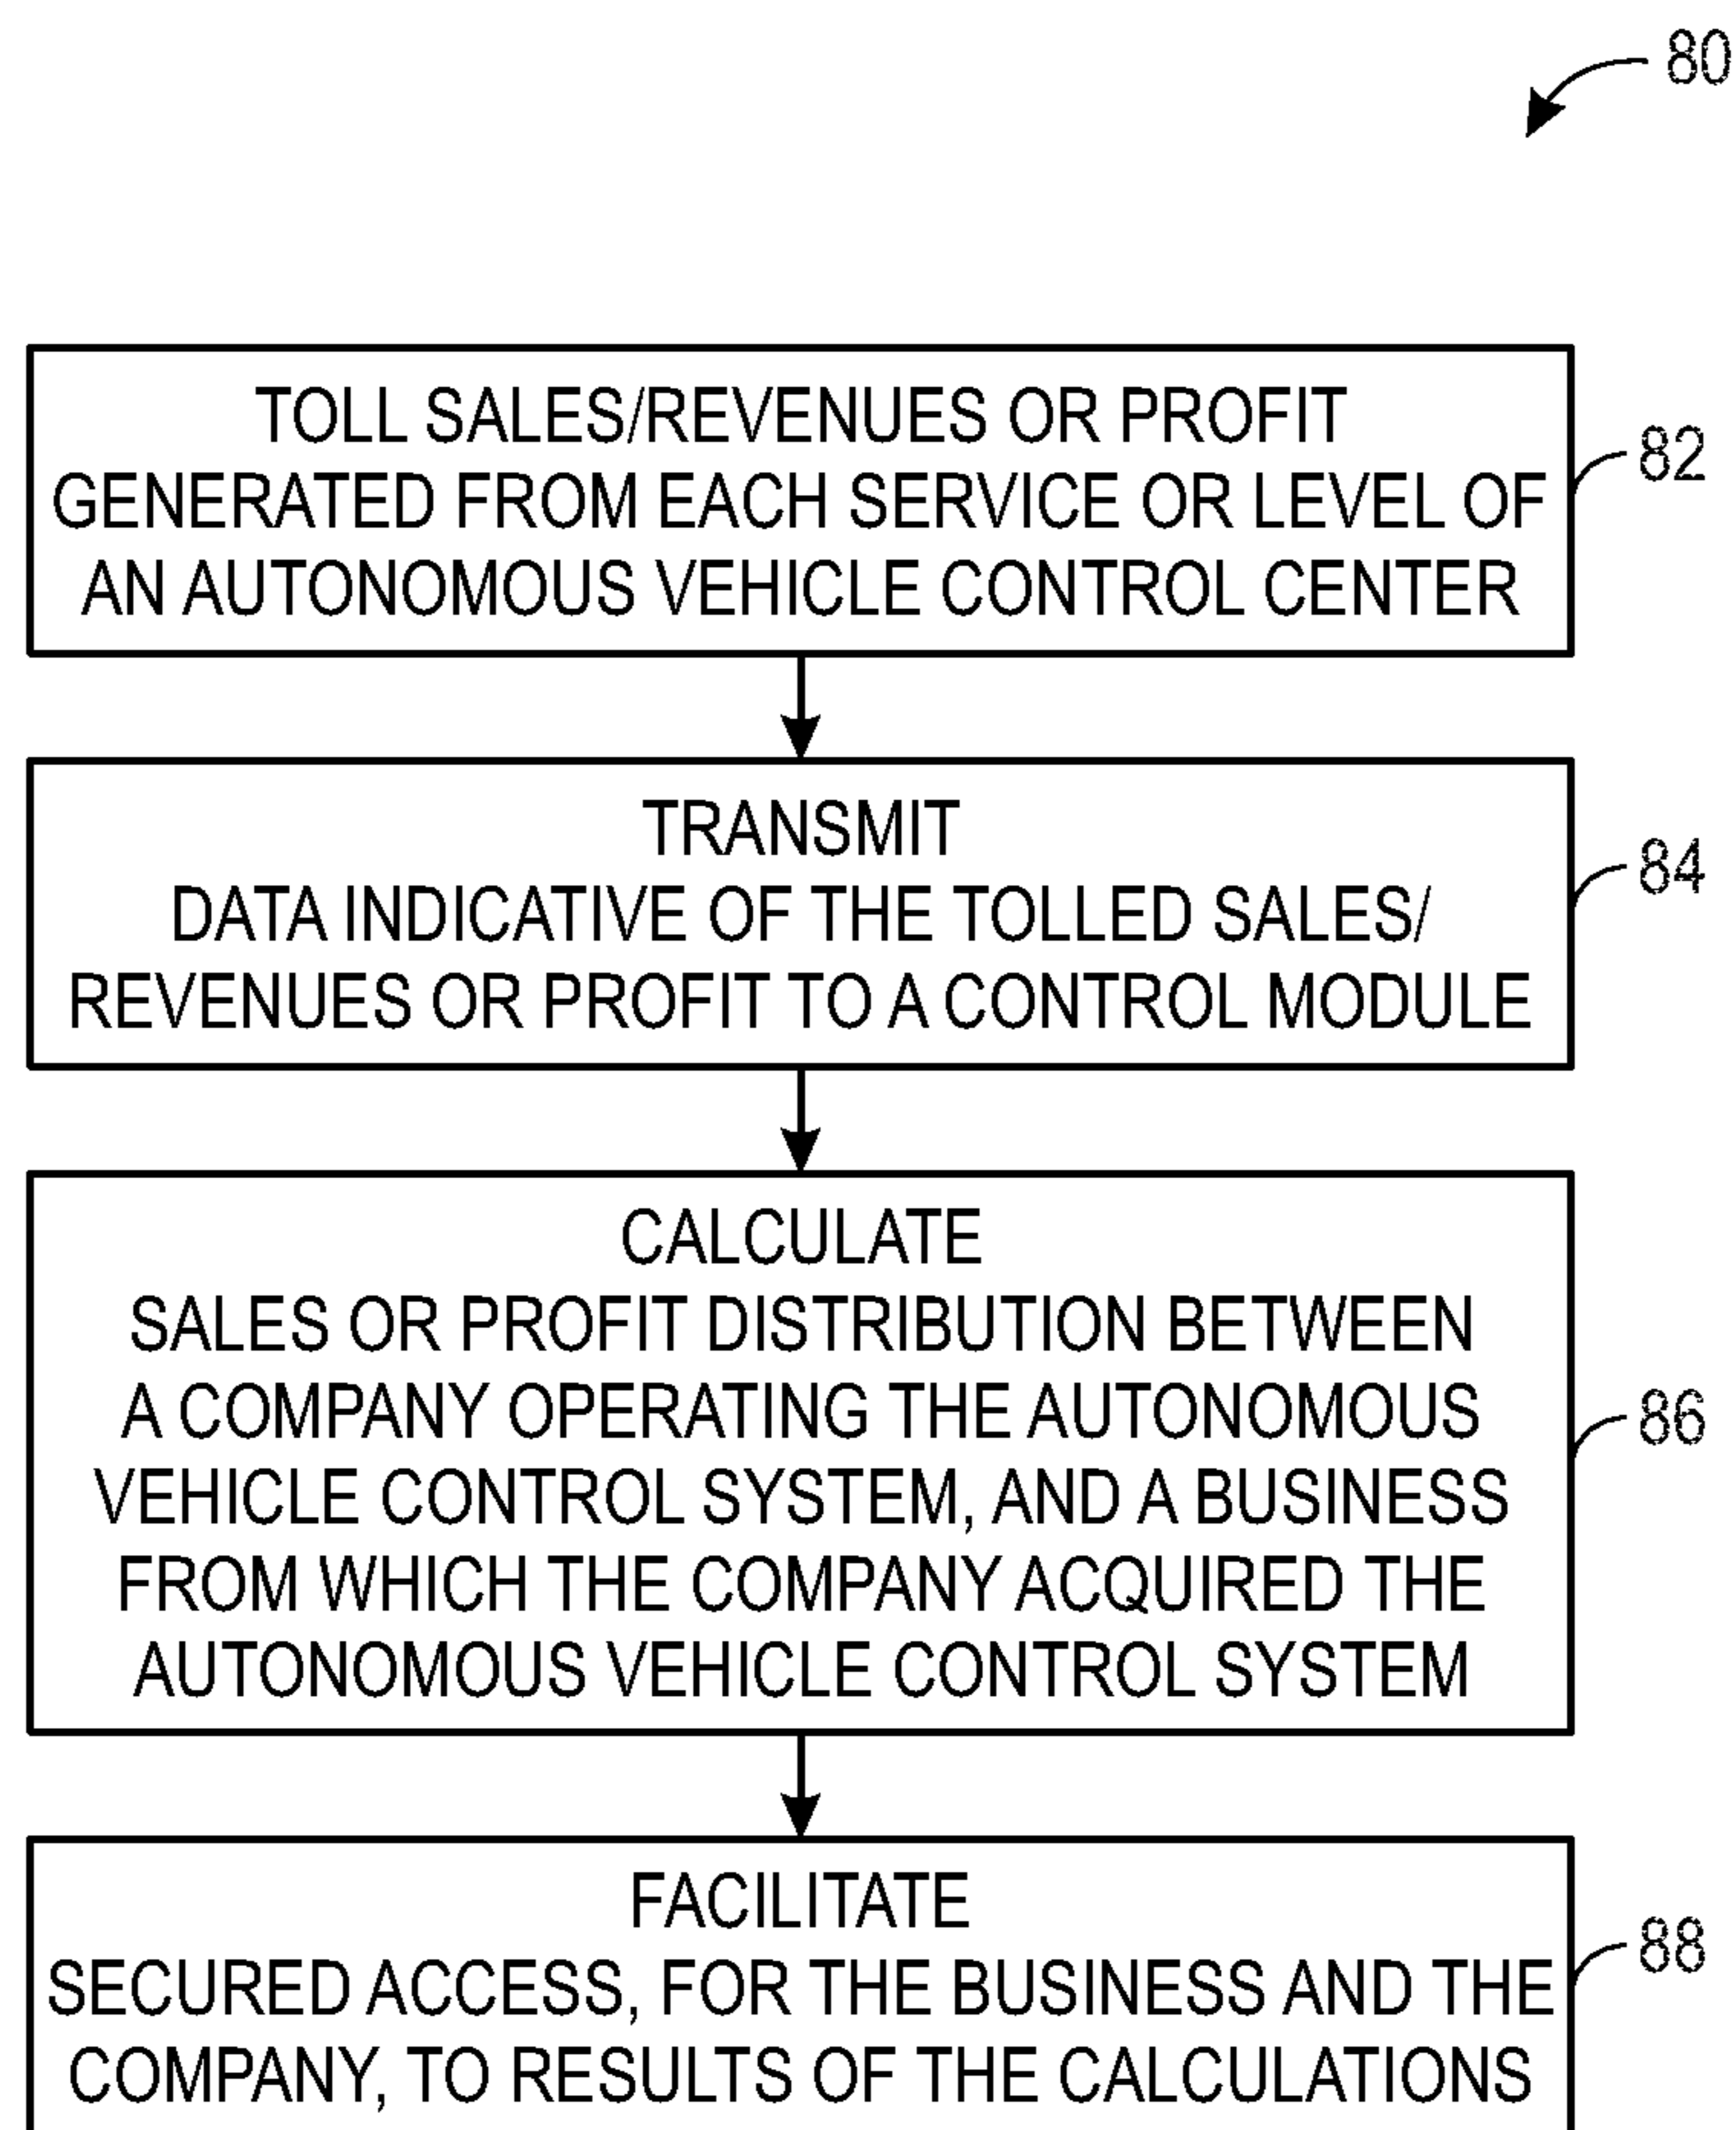 80
TOLL SALES/REVENUES OR PROFIT
GENERATED FROM EACH SERVICE OR LEVEL OF
AN AUTONOMOUS VEHICLE CONTROL CENTER
82
TRANSMIT
DATA INDICATIVE OF THE TOLLED SALES/
REVENUES OR PROFIT TO A CONTROL MODULE
84
CALCULATE
SALES OR PROFIT DISTRIBUTION BETWEEN
A COMPANY OPERATING THE AUTONOMOUS
VEHICLE CONTROL SYSTEM, AND A BUSINESS
FROM WHICH THE COMPANY ACQUIRED THE
AUTONOMOUS VEHICLE CONTROL SYSTEM
86
FACILITATE
SECURED ACCESS, FOR THE BUSINESS AND THE
COMPANY, TO RESULTS OF THE CALCULATIONS
88